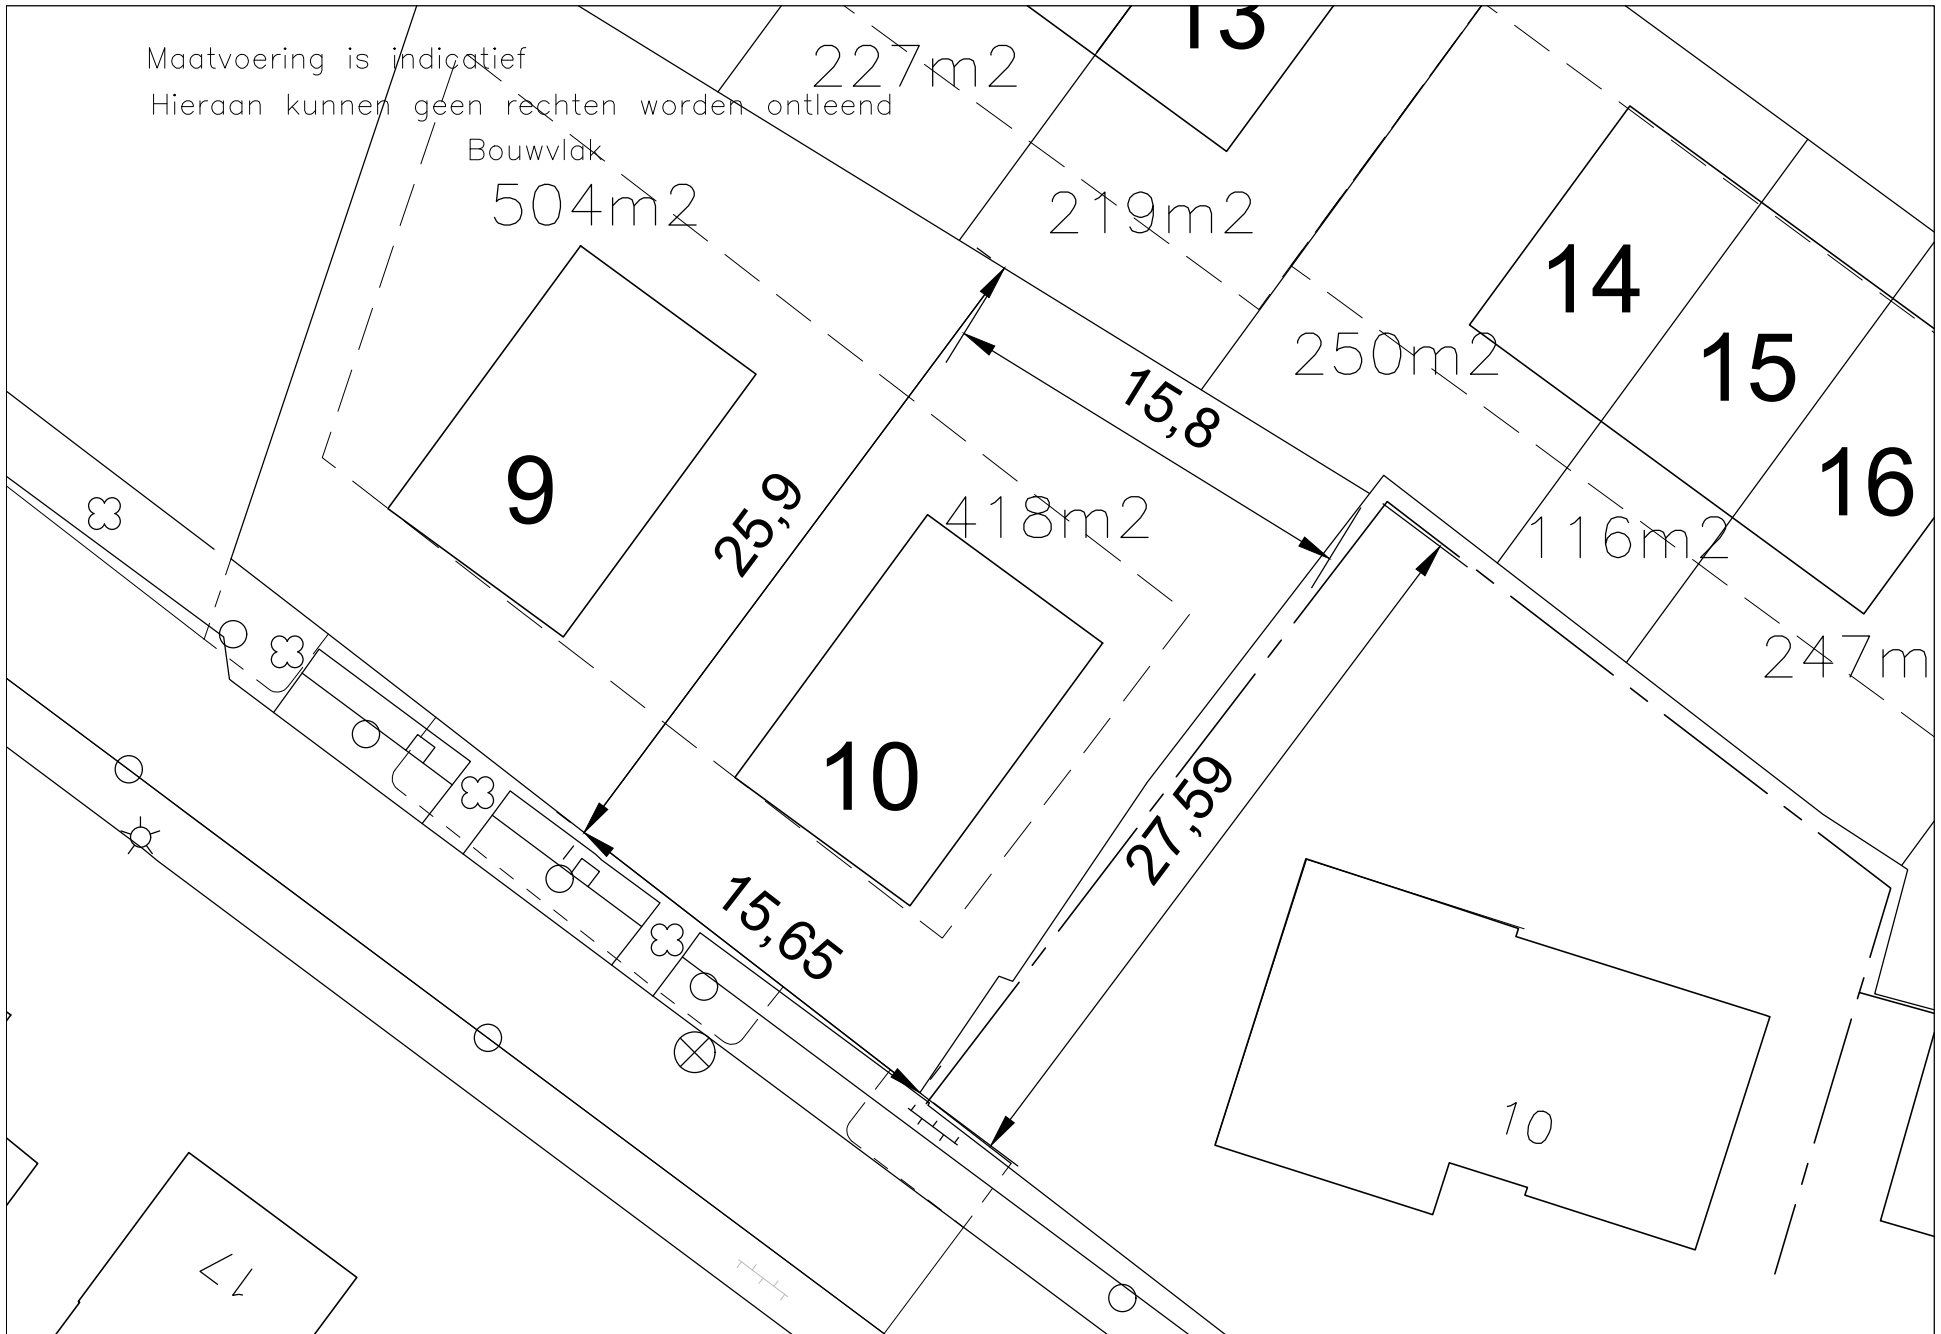 Maatvoering is indicatief
Hieraan kunnen geen rechten worden ontleend
Bouwvlak
504m2
227m2
13
219m2
14
250m2
15
16
15,8
9
25,9
418m2
116m2
247m
10
27,59
15,65
10
17